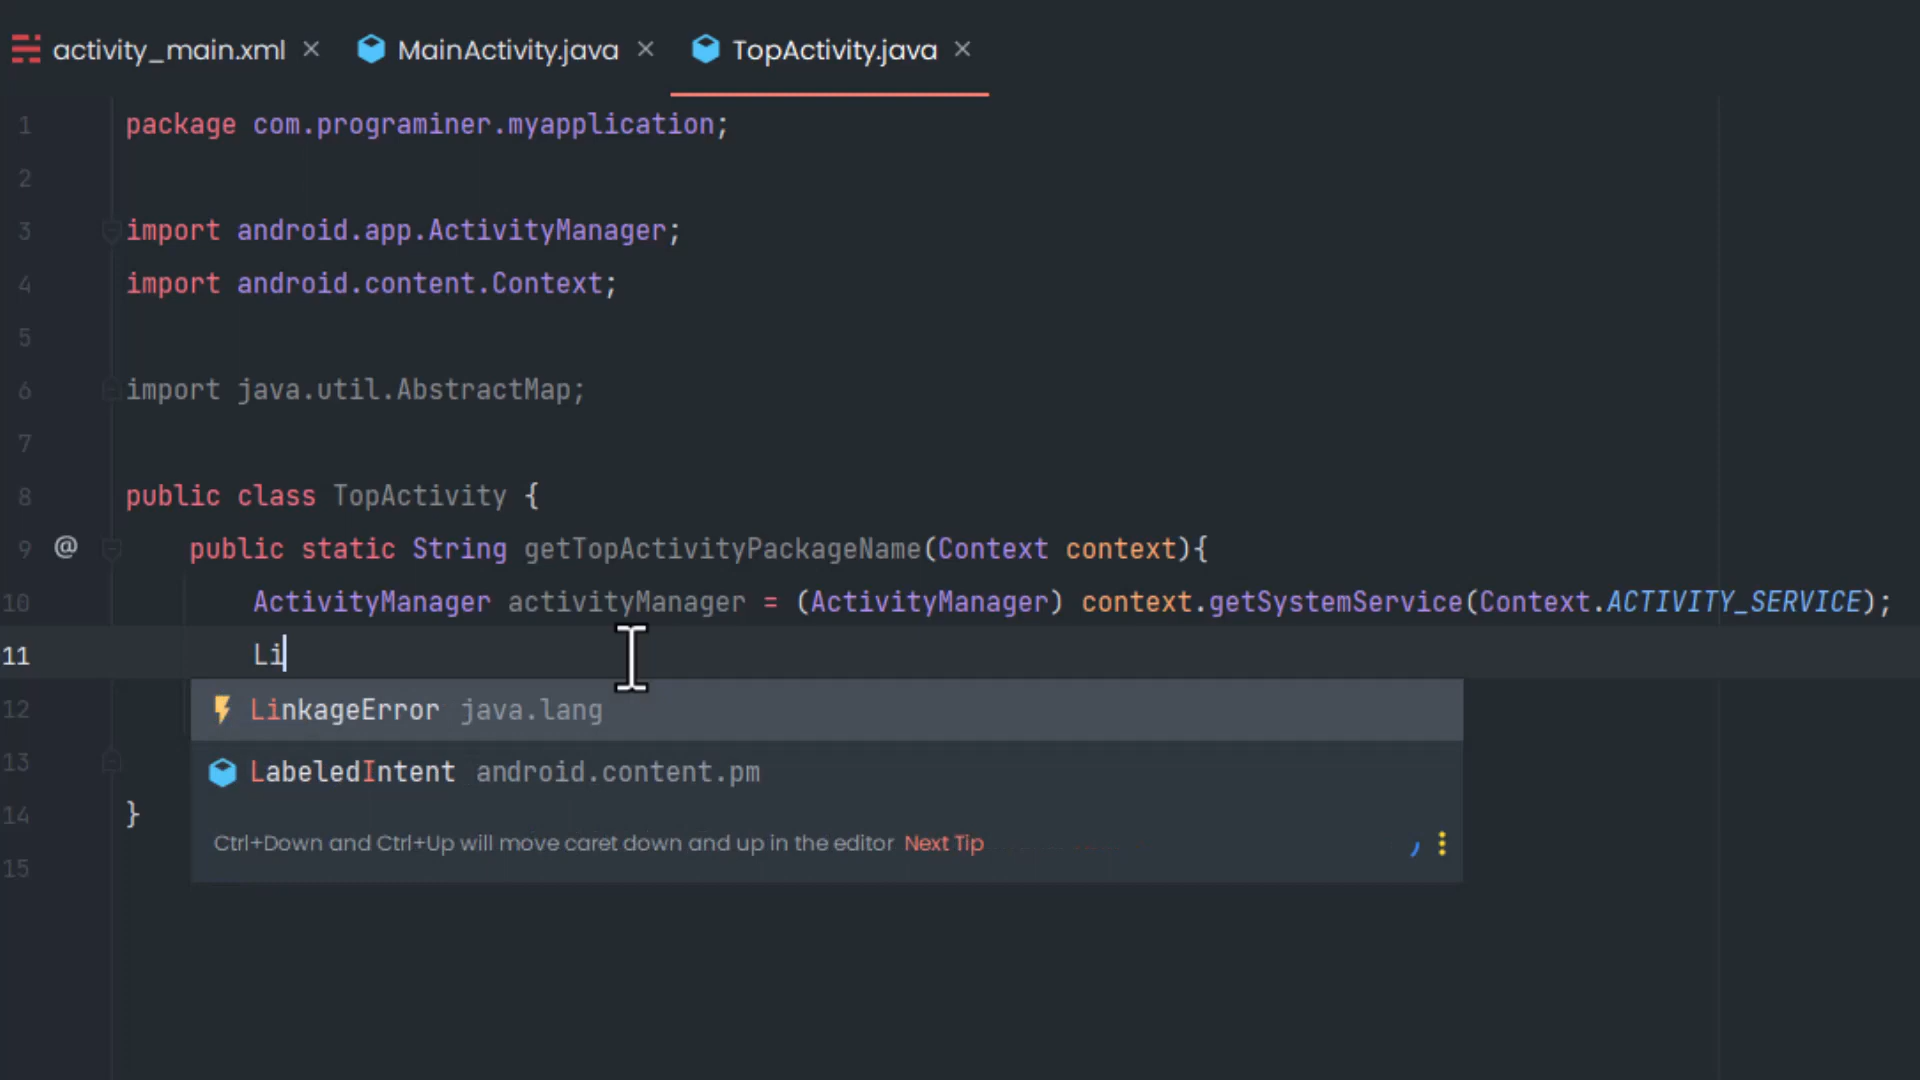 activity_main.xml × MainActivity.java × TopActivity.java ×
1 package com.programiner.myapplication;
2
3 import android.app.ActivityManager;
4 import android.content.Context;
5
6 import java.util.AbstractMap;
7
8 public class TopActivity {
9 @ public static String getTopActivityPackageName(Context context){
10 ActivityManager activityManager = (ActivityManager) context.getSystemService(Context.ACTIVITY_SERVICE);
11 Li
12 LinkageError java.lang
13 LabeledIntent android.content.pm
14 }
Ctrl+Down and Ctrl+Up will move caret down and up in the editor Next Tip
15